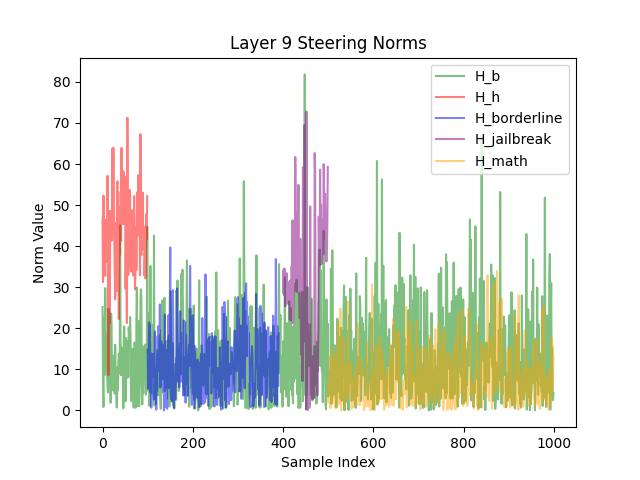 Layer 9 Steering Norms
H_b
H_h
H_borderline
H_jailbreak
H_math
Norm Value
80
70
60
50
40
30
20
10
0
0 200 400 600 800 1000
Sample Index